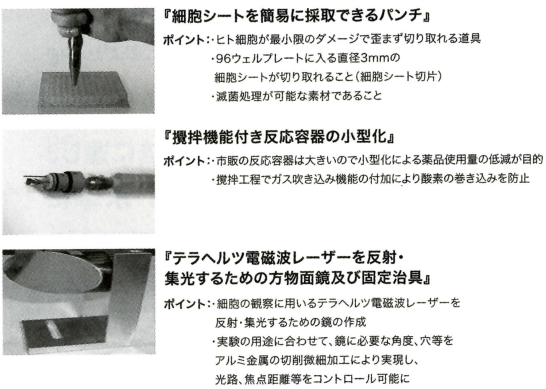 『細胞シートを簡易に採取できるパンチ』
ポイント:・ヒト細胞が最小限のダメージで歪まず切り取れる道具
・96ウェルプレートに入る直径3mmの
細胞シートが切り取れること(細胞シート切片)
・滅菌処理が可能な素材であること
『攪拌機能付き反応容器の小型化』
ポイント:・市販の反応容器は大きいので小型化による薬品使用量の低減が目的
・攪拌工程でガス吹き込み機能の付加により酸素の巻き込みを防止
『テラヘルツ電磁波レーザーを反射・
集光するための方物面鏡及び固定治具』
ポイント:・細胞の観察に用いるテラヘルツ電磁波レーザーを
反射・集光するための鏡の作成
・実験の用途に合わせて、鏡に必要な角度、穴等を
アルミ金属の切削微細加工により実現し、
光路、焦点距離等をコントロール可能に